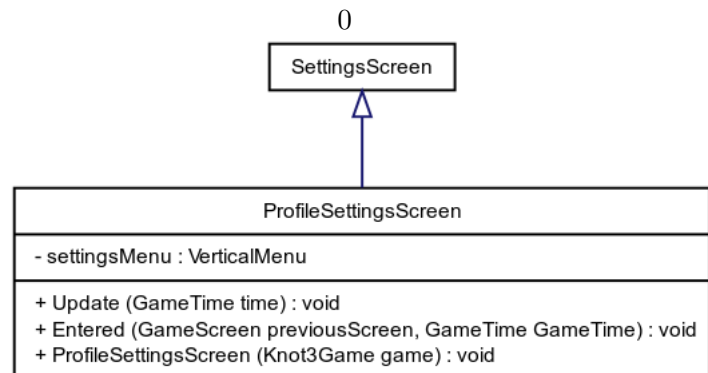 0
SettingsScreen
ProfileSettingsScreen
- settingsMenu : VerticalMenu
+ Update (GameTime time) : void
+ Entered (GameScreen previousScreen, GameTime GameTime) : void
+ ProfileSettingsScreen (Knot3Game game) : void